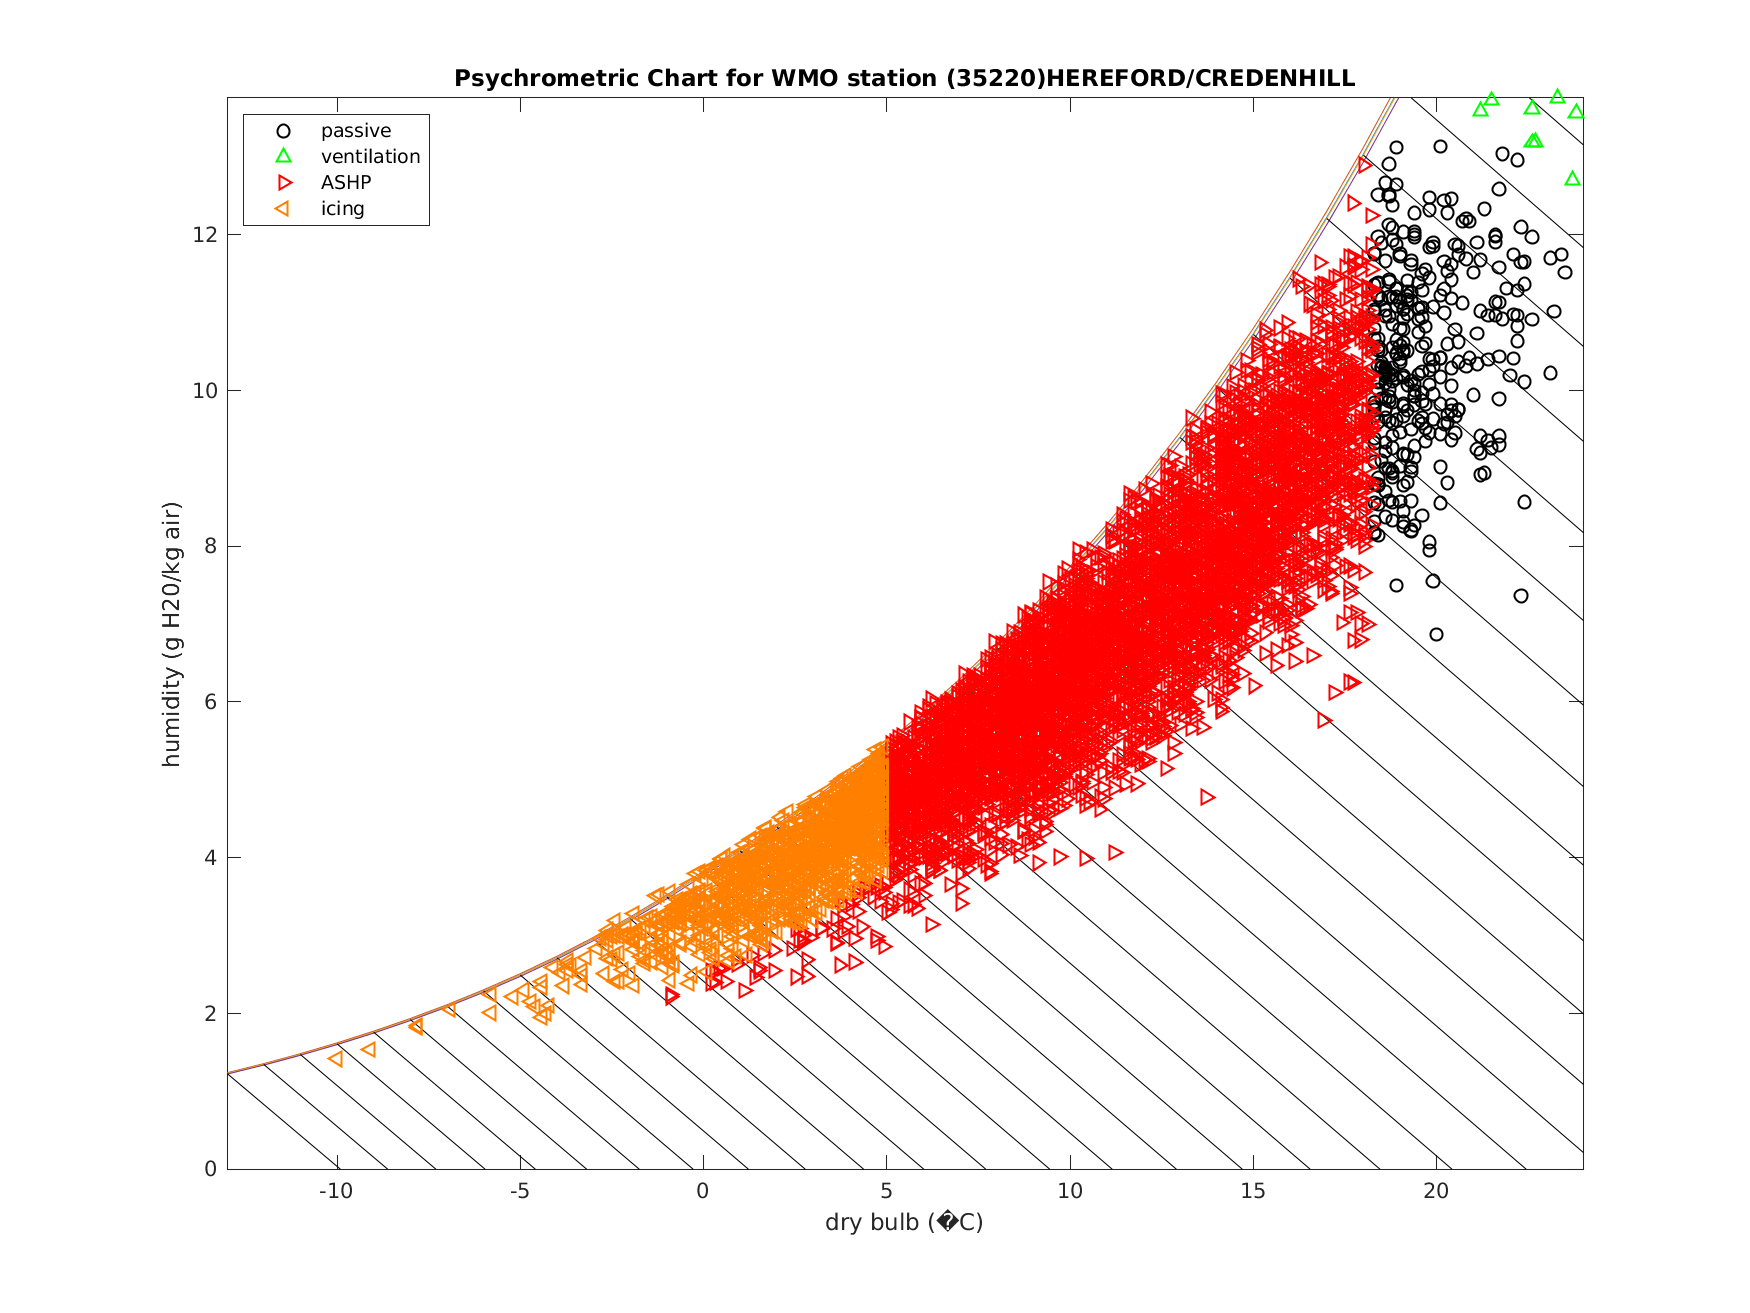 Psychrometric Chart for WMO station (35220)HEREFORD/CREDENHILL
passive
ventilation
ASHP
icing
humidity (g H20/kg air)
12
10
8
6
4
2
0
-10 -5 0 5 10 15 20
dry bulb (�C)